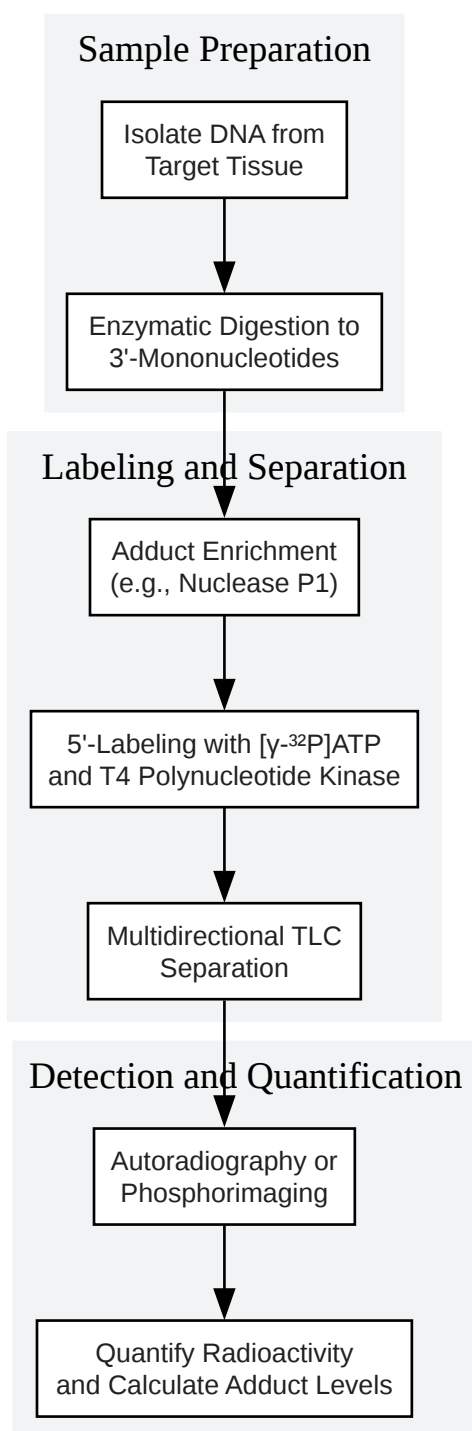 Sample Preparation
Isolate DNA from
Target Tissue
Enzymatic Digestion to
3'-Mononucleotides
Labeling and Separation
Adduct Enrichment
(e.g., Nuclease P1)
5'-Labeling with [γ-³²P]ATP
and T4 Polynucleotide Kinase
Multidirectional TLC
Separation
Detection and Quantification
Autoradiography or
Phosphorimaging
Quantify Radioactivity
and Calculate Adduct Levels